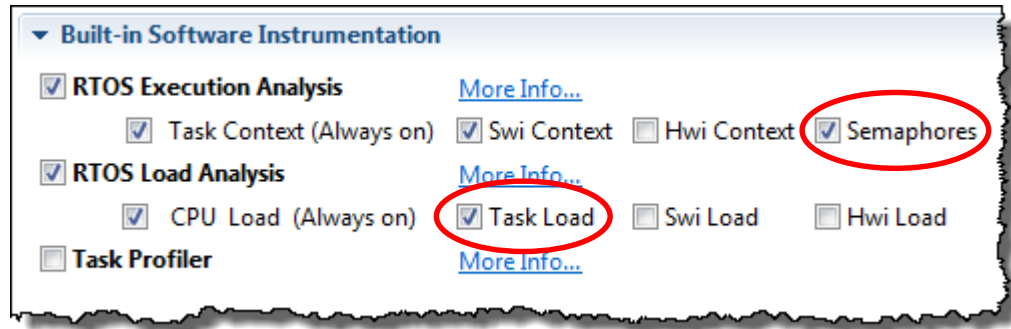 Built-in Software Instrumentation
RTOS Execution Analysis More Info...
Task Context (Always on) Swi Context Hwi Context Semaphores
RTOS Load Analysis More Info...
CPU Load (Always on) Task Load Swi Load Hwi Load
Task Profiler More Info...